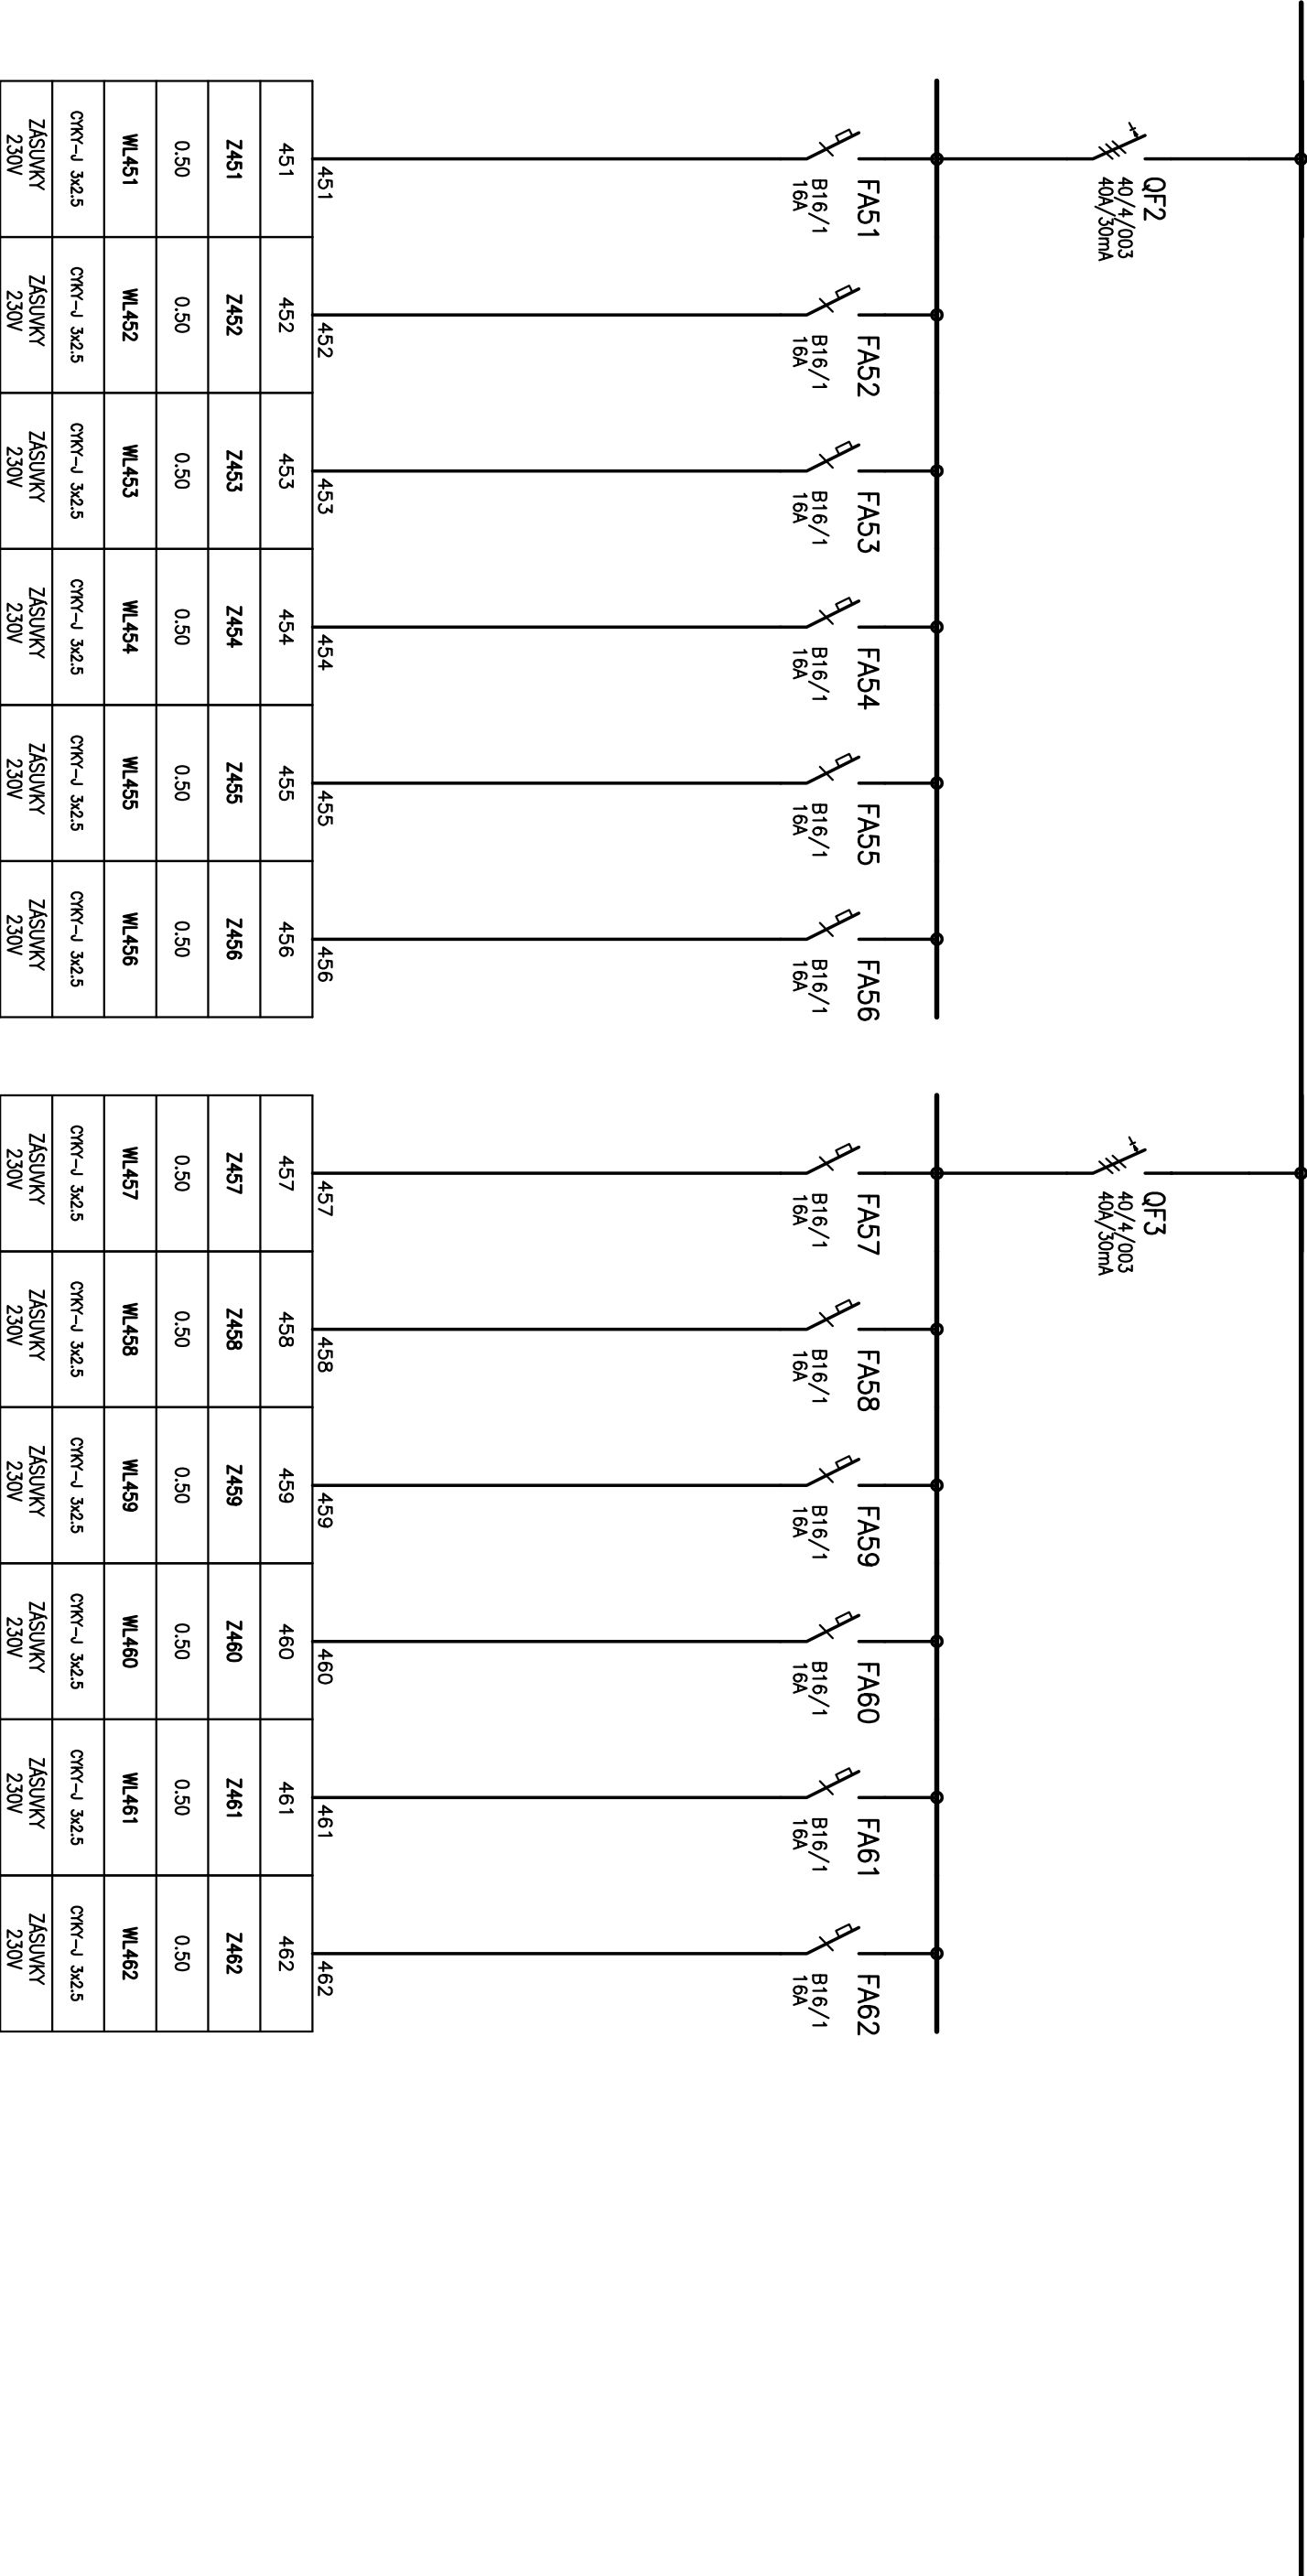 QF2
40/4/003
40A/30mA
QF3
40/4/003
40A/30mA
FA51
B16/1
16A
FA52
B16/1
16A
FA53
B16/1
16A
FA54
B16/1
16A
FA55
B16/1
16A
FA56
B16/1
16A
FA57
B16/1
16A
FA58
B16/1
16A
FA59
B16/1
16A
FA60
B16/1
16A
FA61
B16/1
16A
FA62
B16/1
16A
451 452 453 454 455 456 457 458 459 460 461 462
451 452 453 454 455 456 457 458 459 460 461 462
Z451 Z452 Z453 Z454 Z455 Z456 Z457 Z458 Z459 Z460 Z461 Z462
0.50 0.50 0.50 0.50 0.50 0.50 0.50 0.50 0.50 0.50 0.50 0.50
WL451 WL452 WL453 WL454 WL455 WL456 WL457 WL458 WL459 WL460 WL461 WL462
CYKY-J 3x2.5 CYKY-J 3x2.5 CYKY-J 3x2.5 CYKY-J 3x2.5 CYKY-J 3x2.5 CYKY-J 3x2.5 CYKY-J 3x2.5 CYKY-J 3x2.5 CYKY-J 3x2.5 CYKY-J 3x2.5 CYKY-J 3x2.5 CYKY-J 3x2.5
ZÁSUVKY ZÁSUVKY ZÁSUVKY ZÁSUVKY ZÁSUVKY ZÁSUVKY ZÁSUVKY ZÁSUVKY ZÁSUVKY ZÁSUVKY ZÁSUVKY ZÁSUVKY
230V 230V 230V 230V 230V 230V 230V 230V 230V 230V 230V 230V